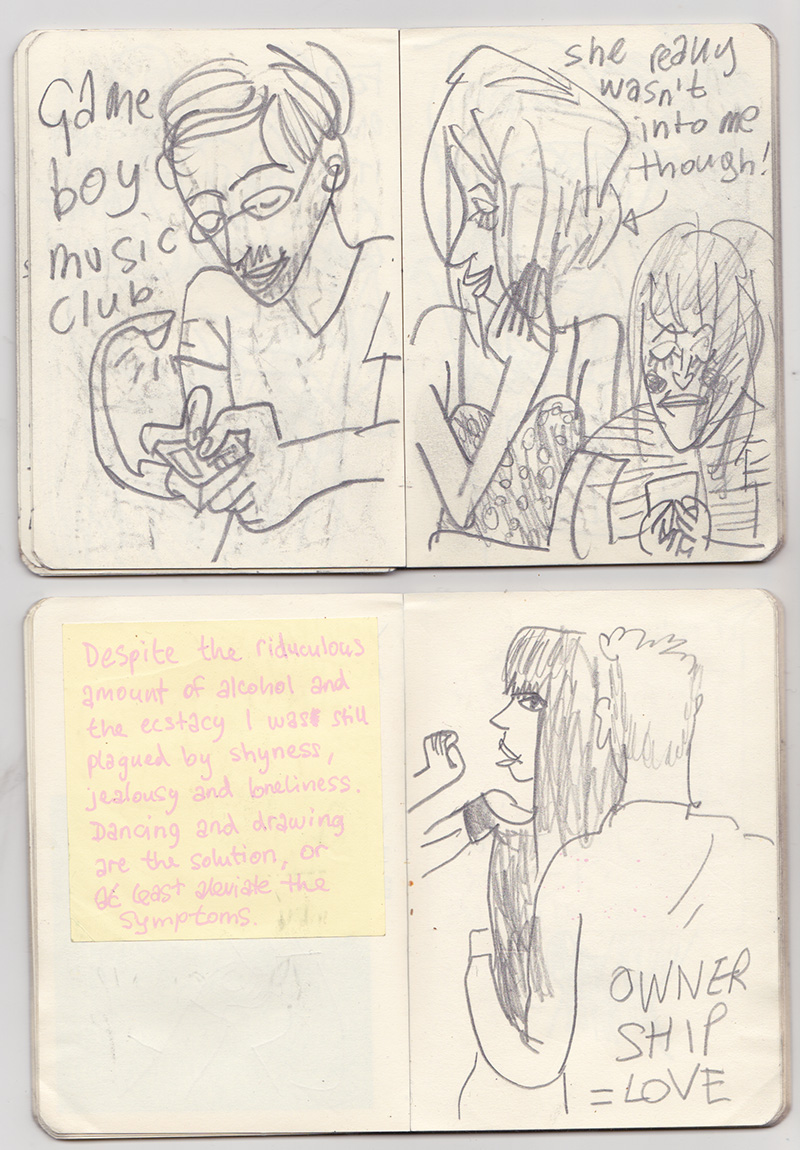 Game
boy
music
club
she really
wasn't
into me
though!
Despite the riduculous
amount of alcohol and
the ecstacy I was still
plagued by shyness,
jealousy and loneliness.
Dancing and drawing
are the solution, or
at least aleviate the
symptoms.
OWNER
SHIP
=LOVE